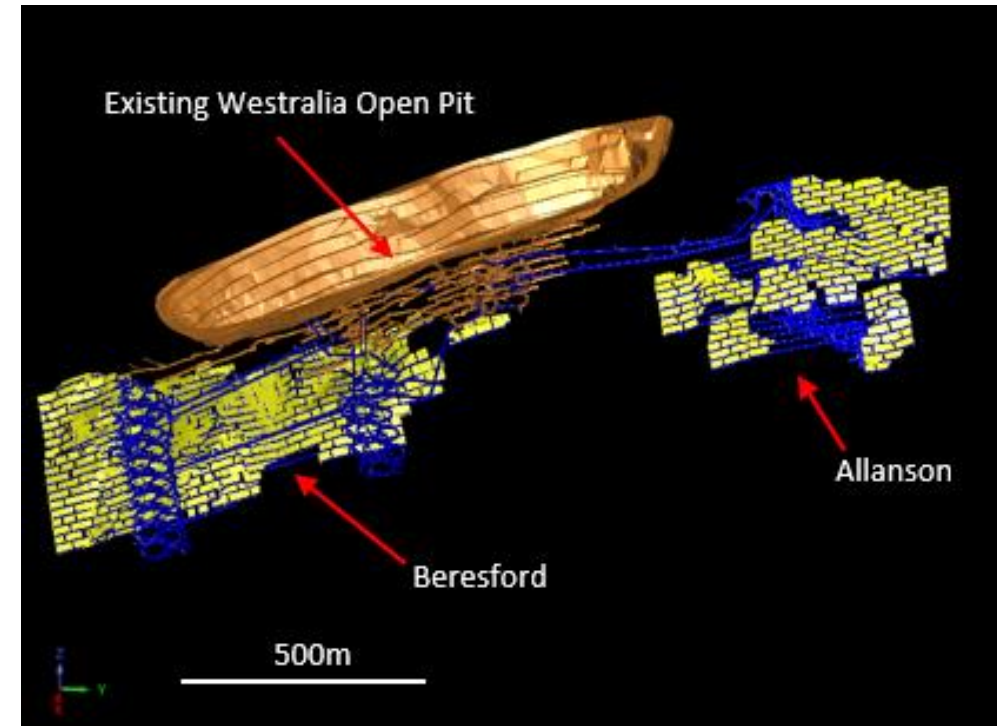 Existing Westralia Open Pit
Allanson
Beresford
500m
Z
Y